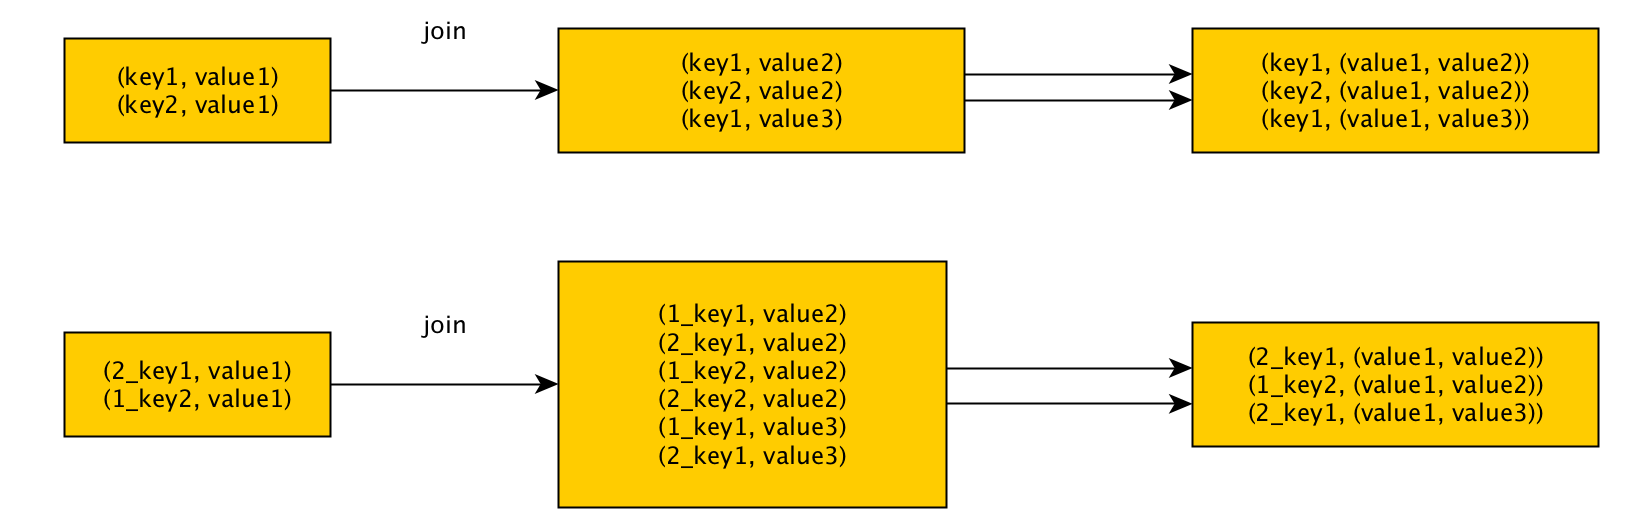 join
(key1, value1)
(key2, value1)
(key1, value2)
(key2, value2)
(key1, value3)
(key1, (value1, value2))
(key2, (value1, value2))
(key1, (value1, value3))
join
(2_key1, value1)
(1_key2, value1)
(1_key1, value2)
(2_key1, value2)
(1_key2, value2)
(2_key2, value2)
(1_key1, value3)
(2_key1, value3)
(2_key1, (value1, value2))
(1_key2, (value1, value2))
(2_key1, (value1, value3))